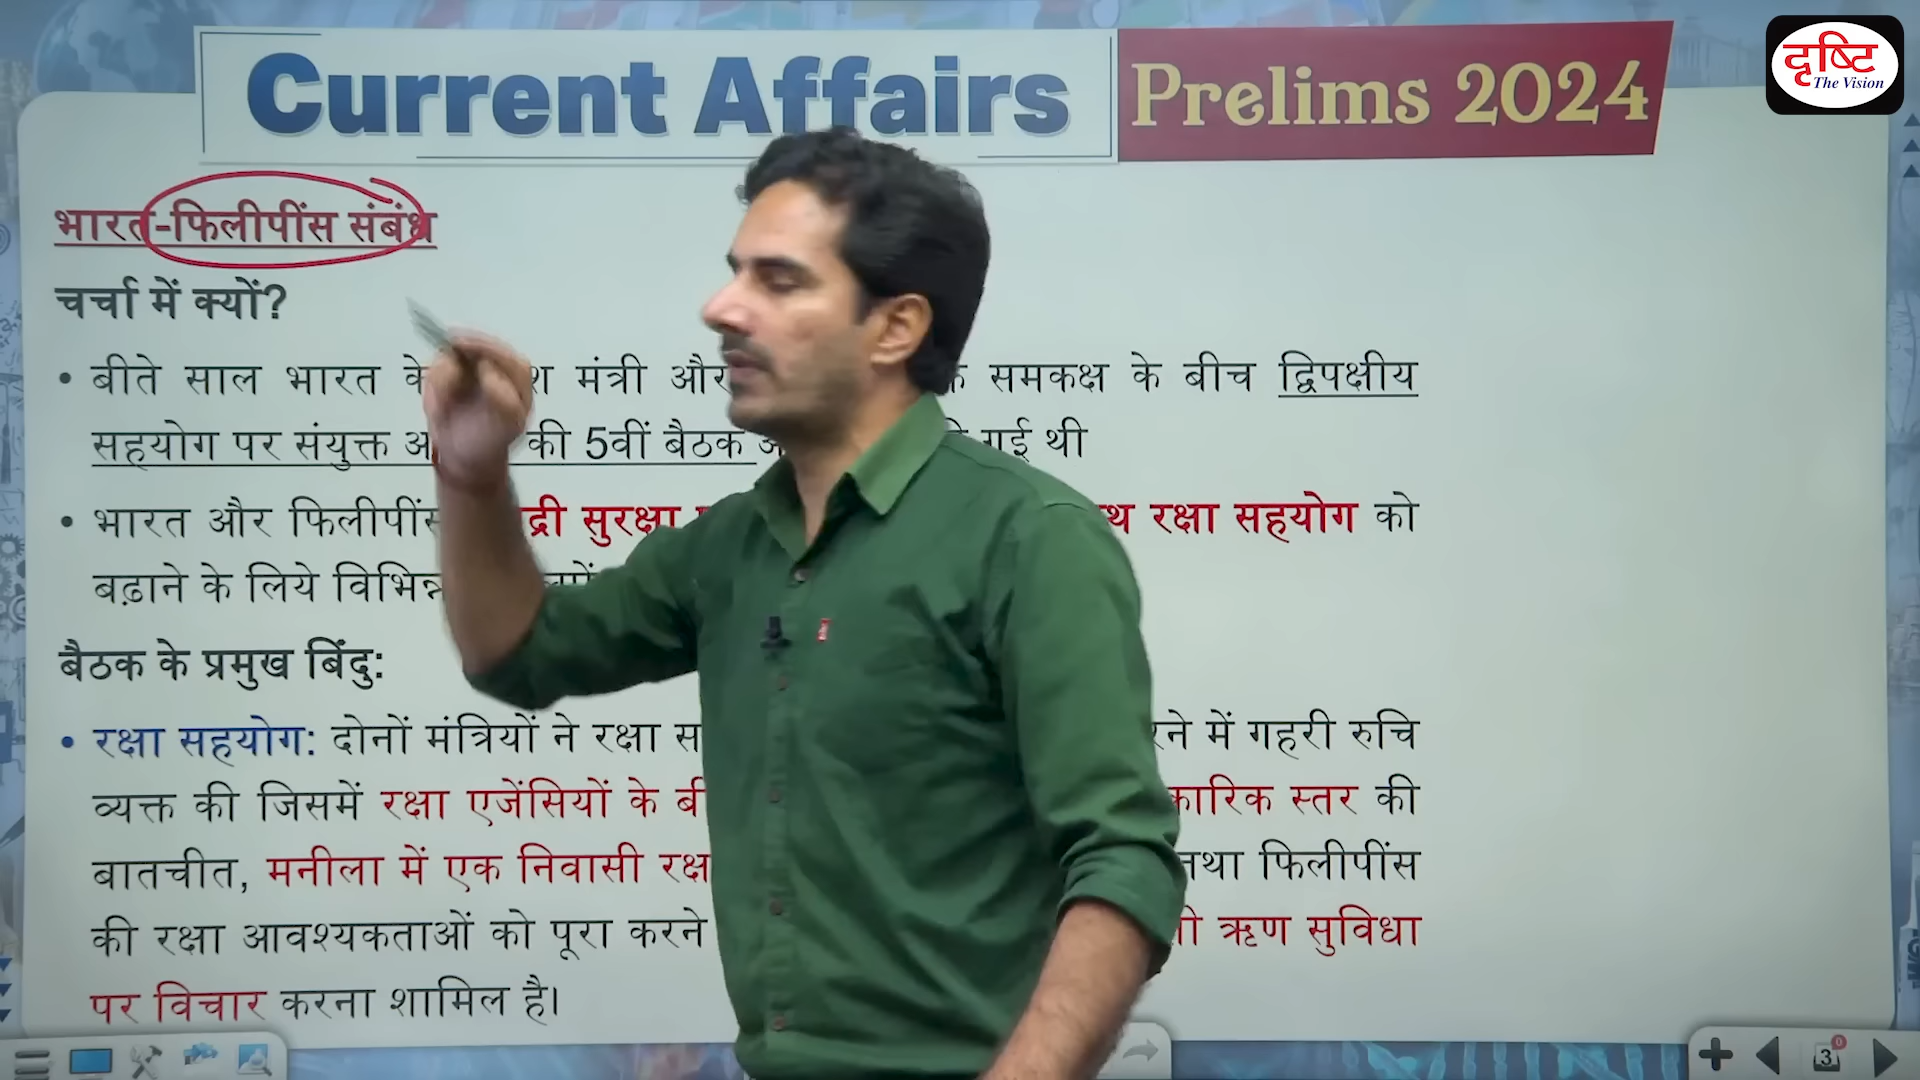 Current Affairs Prelims 2024
दृष्टि
The Vision
भारत-फिलीपींस संबंध
चर्चा में क्यों?
• बीते साल भारत के मंत्री और समकक्ष के बीच द्विपक्षीय
सहयोग पर संयुक्त की 5वीं बैठक गई थी
• भारत और फिलीपींस सुरक्षा रक्षा सहयोग को
बढ़ाने के लिये विभिन्न
बैठक के प्रमुख बिंदु:
• रक्षा सहयोग: दोनों मंत्रियों ने रक्षा में गहरी रुचि
व्यक्त की जिसमें रक्षा एजेंसियों के स्तर की
बातचीत, मनीला में एक निवासी तथा फिलीपींस
की रक्षा आवश्यकताओं को पूरा करने ऋण सुविधा
पर विचार करना शामिल है।
3
0